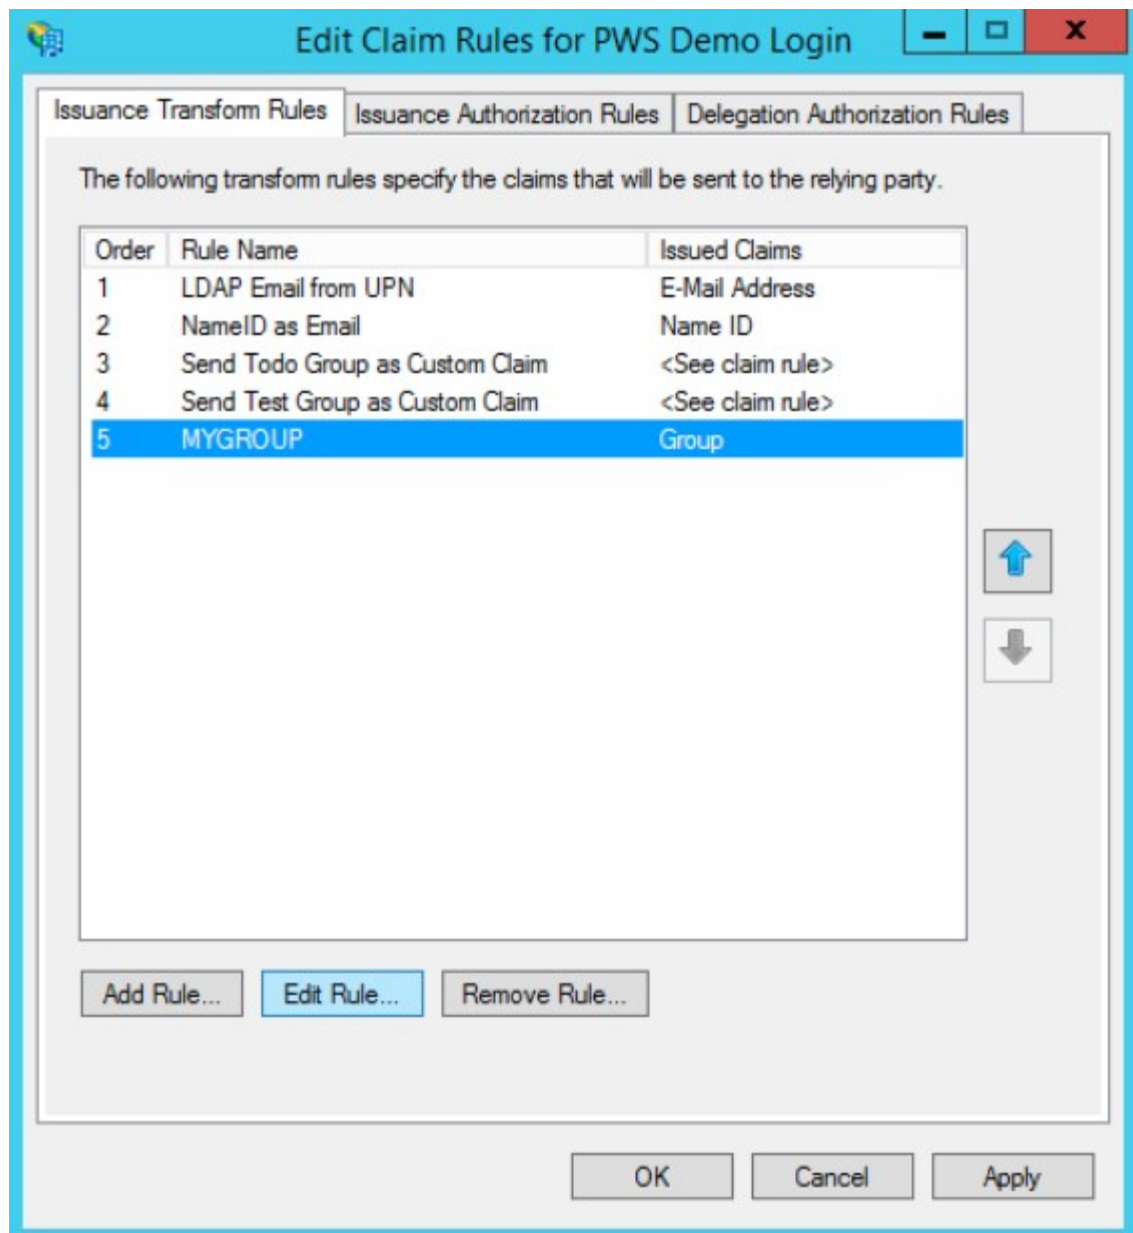 Edit Claim Rules for PWS Demo Login
Issuance Transform Rules Issuance Authorization Rules Delegation Authorization Rules
The following transform rules specify the claims that will be sent to the relying party.
Order Rule Name Issued Claims
1 LDAP Email from UPN E-Mail Address
2 NameID as Email Name ID
3 Send Todo Group as Custom Claim <See claim rule>
4 Send Test Group as Custom Claim <See claim rule>
5 MYGROUP Group
Add Rule... Edit Rule... Remove Rule...
OK Cancel Apply